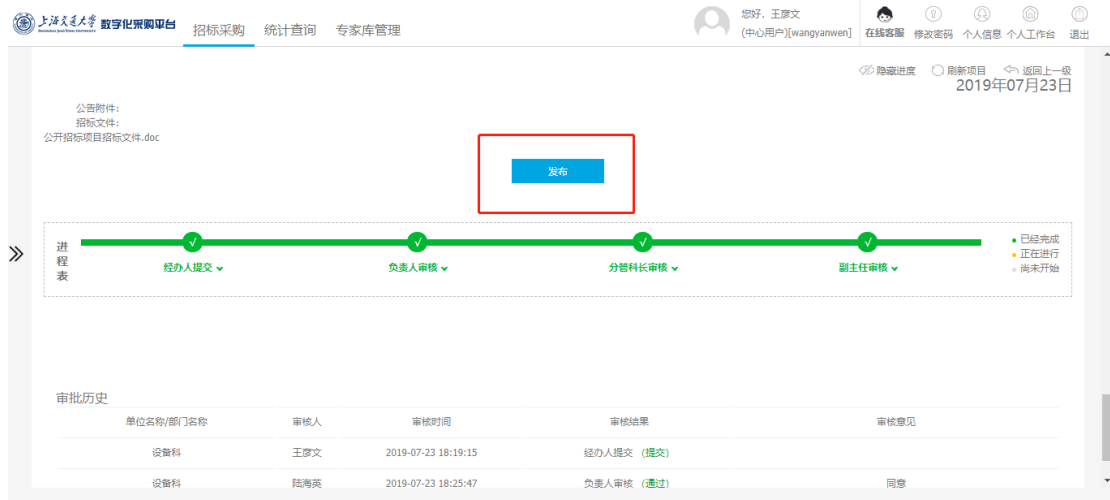 上海交通大学 数字化采购平台 招标采购 统计查询 专家库管理
您好，王彦文
(中心用户)[wangyanwen] 在线客服 修改密码 个人信息 个人工作台 退出
隐藏进度 刷新项目 返回上一级
2019年07月23日
公告附件：
招标文件：
公开招标项目招标文件.doc
发布
进程表
经办人提交 负责人审核 分管科长审核 副主任审核
已经完成
正在进行
尚未开始
审批历史
单位名称/部门名称 审核人 审核时间 审核结果 审核意见
设备科 王彦文 2019-07-23 18:19:15 经办人提交 （提交）
设备科 陆海英 2019-07-23 18:25:47 负责人审核 （通过） 同意